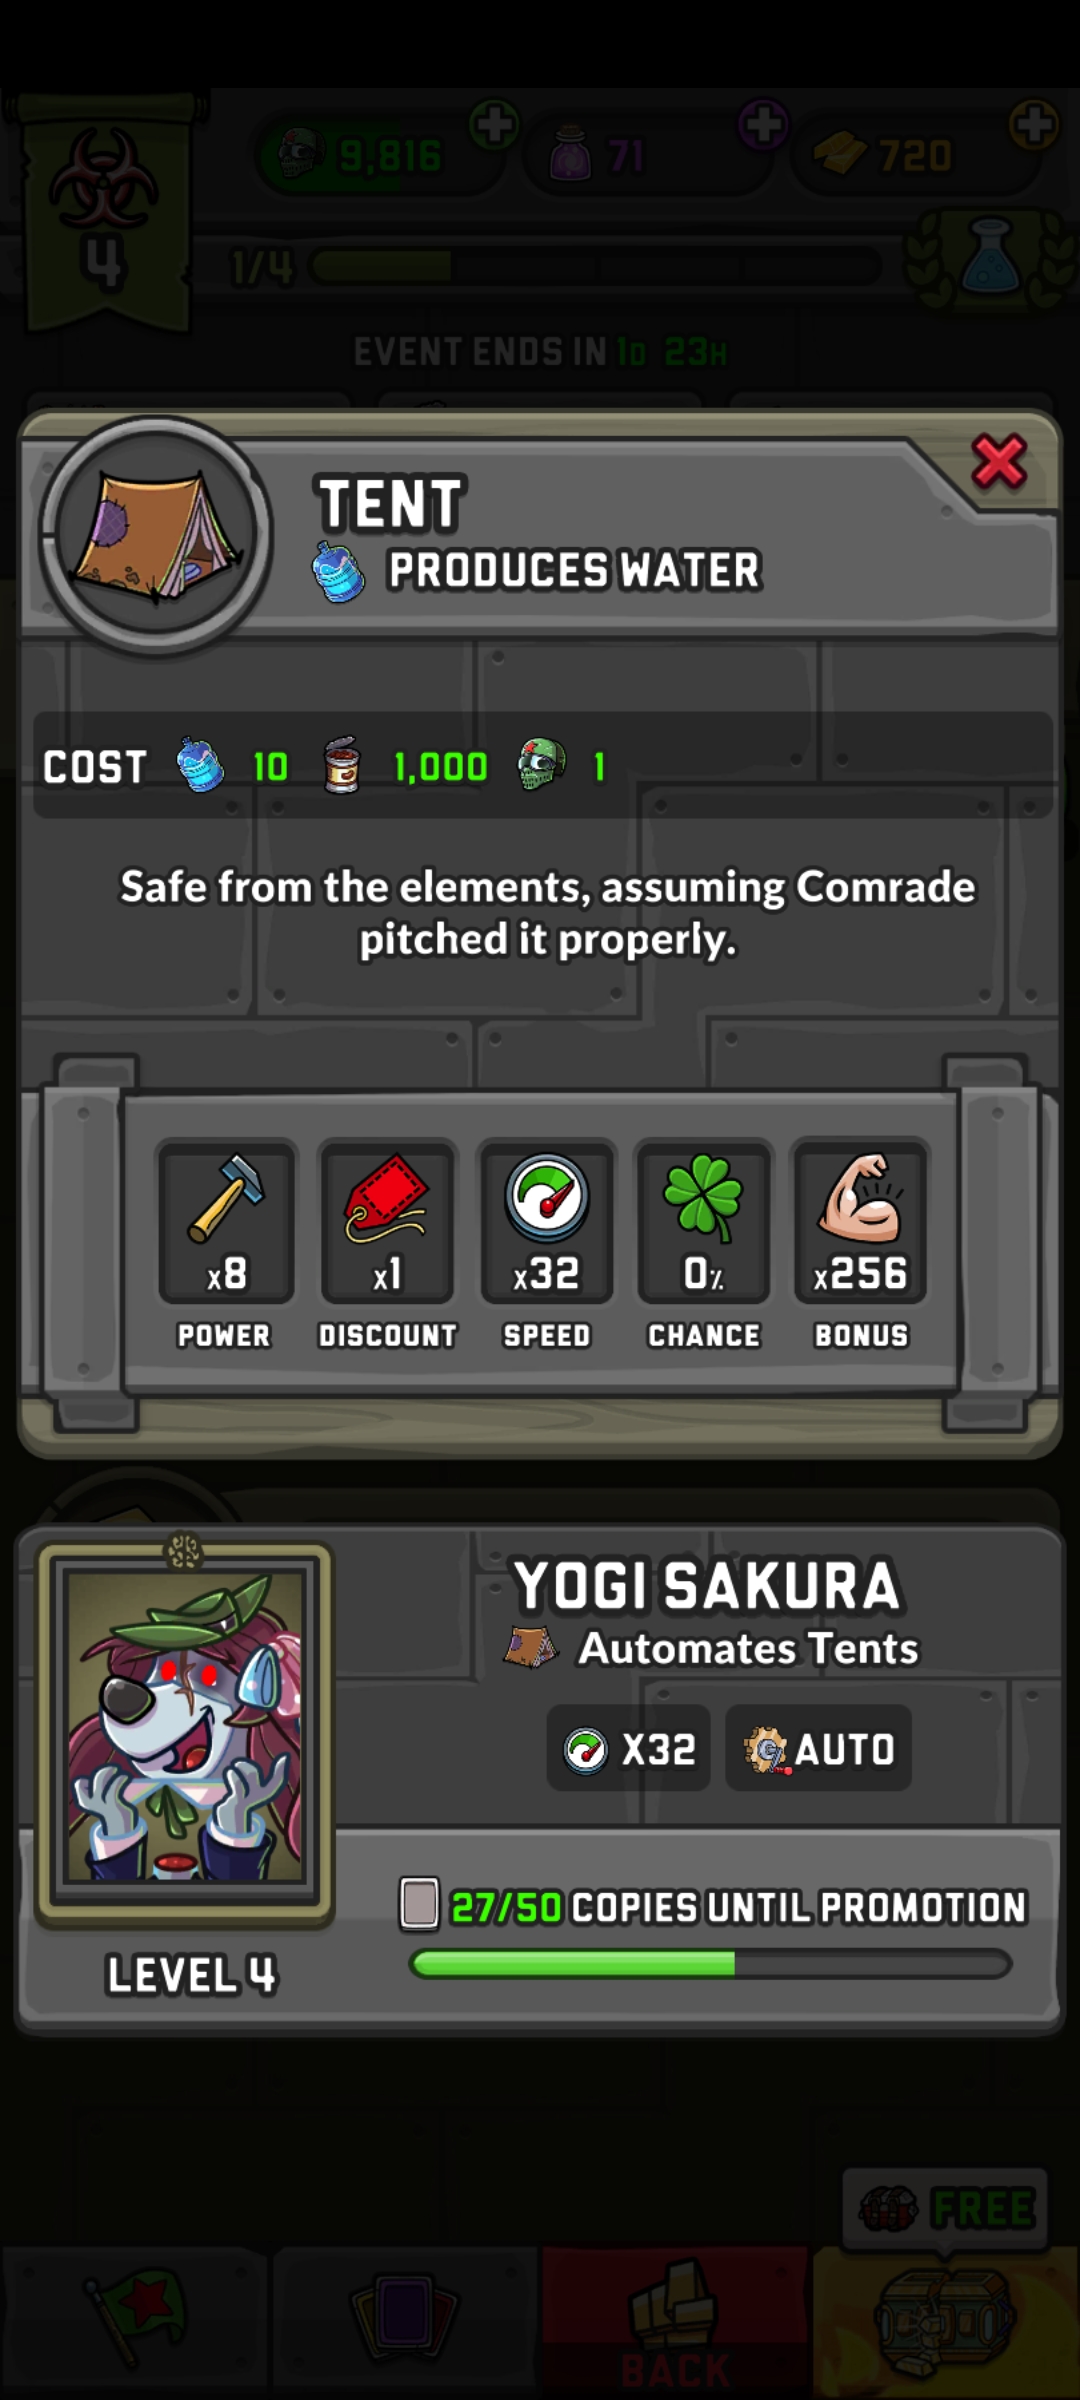 9,816
71
720
4
1/4
EVENT ENDS IN 1D 23H
TENT
PRODUCES WATER
COST 10 1,000 1
Safe from the elements, assuming Comrade
pitched it properly.
x8 x1 x32 0% x256
POWER DISCOUNT SPEED CHANCE BONUS
YOGI SAKURA
Automates Tents
X32 AUTO
27/50 COPIES UNTIL PROMOTION
LEVEL 4
FREE
BACK